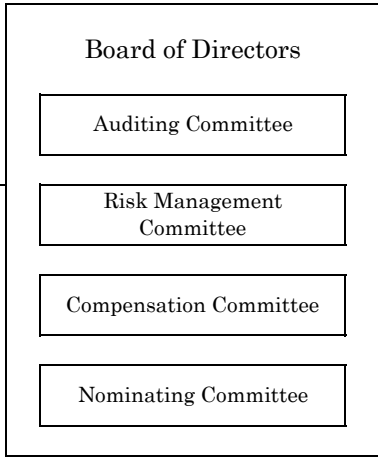 Board of Directors
Auditing Committee
Risk Management
Committee
Compensation Committee
Nominating Committee